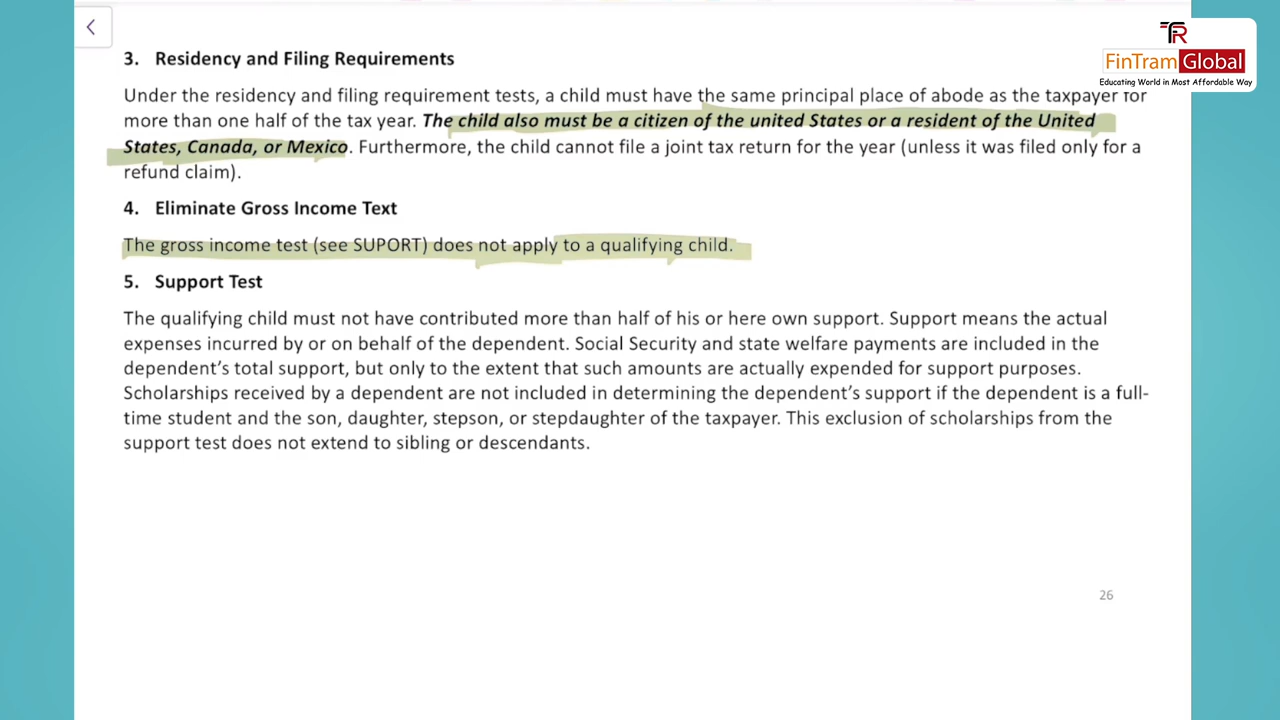 FinTram Global
Educating World in Most Affordable Way
3. Residency and Filing Requirements
Under the residency and filing requirement tests, a child must have the same principal place of abode as the taxpayer for
more than one half of the tax year. The child also must be a citizen of the united States or a resident of the United
States, Canada, or Mexico. Furthermore, the child cannot file a joint tax return for the year (unless it was filed only for a
refund claim).
4. Eliminate Gross Income Text
The gross income test (see SUPORT) does not apply to a qualifying child.
5. Support Test
The qualifying child must not have contributed more than half of his or here own support. Support means the actual
expenses incurred by or on behalf of the dependent. Social Security and state welfare payments are included in the
dependent’s total support, but only to the extent that such amounts are actually expended for support purposes.
Scholarships received by a dependent are not included in determining the dependent’s support if the dependent is a full-
time student and the son, daughter, stepson, or stepdaughter of the taxpayer. This exclusion of scholarships from the
support test does not extend to sibling or descendants.
26